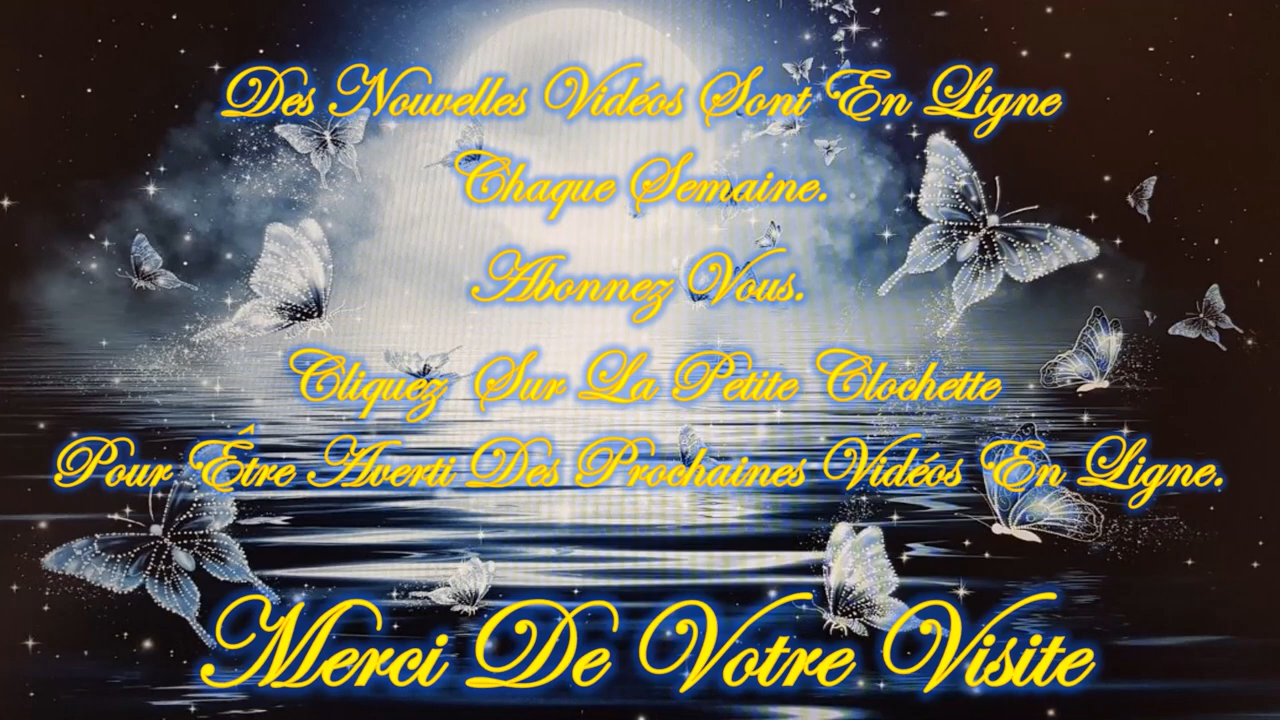 Des Nouvelles Vidéos Sont En Ligne
Chaque Semaine.
Abonnez Vous.
Cliquez Sur La Petite Clochette
Pour Être Averti Des Prochaines Vidéos En Ligne.
Merci De Votre Visite